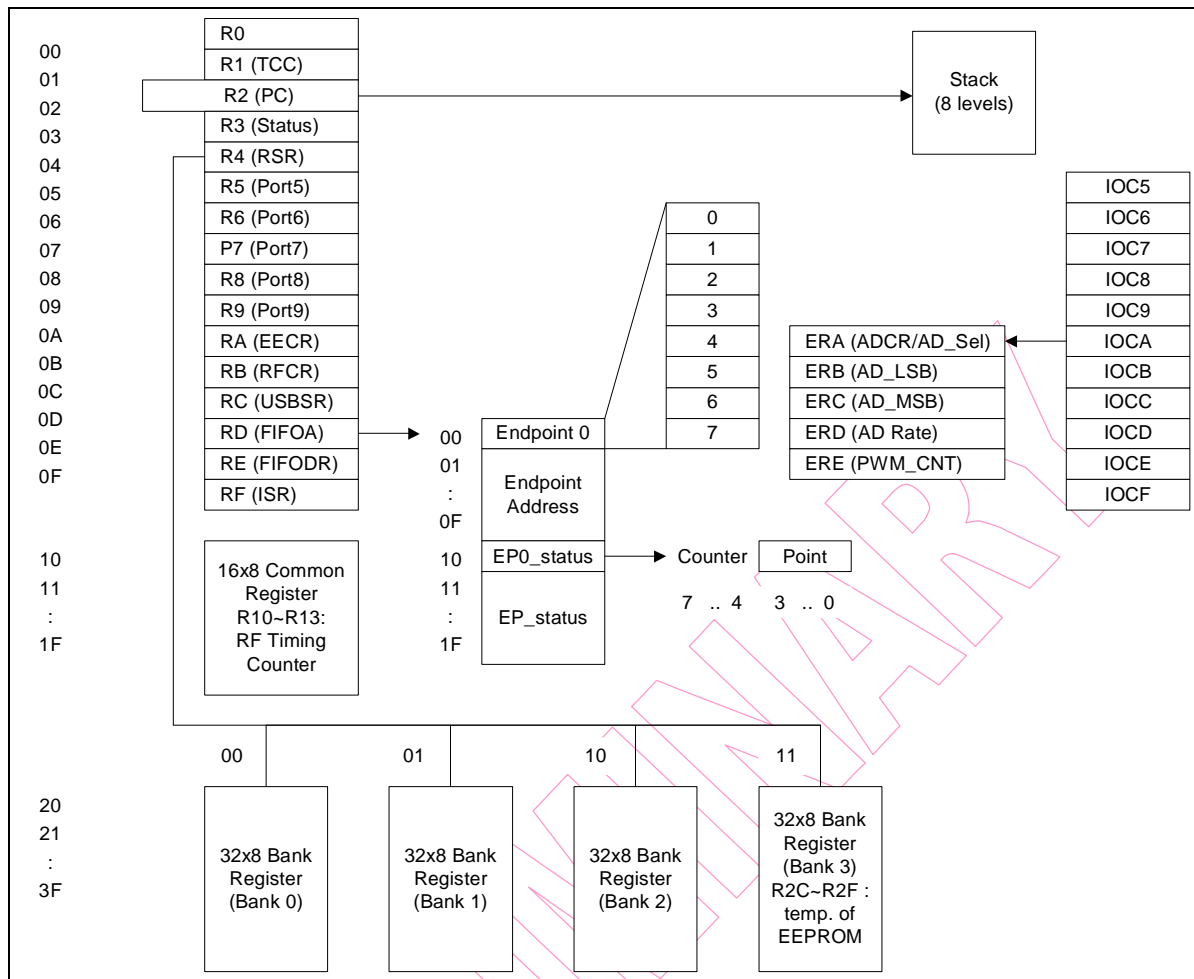 00
01
02
03
04
05
06
07
08
09
0A
0B
0C
0D
0E
0F
10
11
:
1F
20
21
:
3F
R0
R1 (TCC)
R2 (PC)
R3 (Status)
R4 (RSR)
R5 (Port5)
R6 (Port6)
P7 (Port7)
R8 (Port8)
R9 (Port9)
RA (EECR)
RB (RFCR)
RC (USBSR)
RD (FIFOA)
RE (FIFODR)
RF (ISR)
16x8 Common
Register
R10~R13:
RF Timing
Counter
Stack
(8 levels)
0
1
2
3
4
5
6
7
00
01
:
0F
10
11
:
1F
Endpoint 0
Endpoint
Address
EP0_status
EP_status
Counter
Point
7 .. 4 3 .. 0
ERA (ADCR/AD_Sel)
ERB (AD_LSB)
ERC (AD_MSB)
ERD (AD Rate)
ERE (PWM_CNT)
IOC5
IOC6
IOC7
IOC8
IOC9
IOCA
IOCB
IOCC
IOCD
IOCE
IOCF
00
01
10
11
32x8 Bank
Register
(Bank 0)
32x8 Bank
Register
(Bank 1)
32x8 Bank
Register
(Bank 2)
32x8 Bank
Register
(Bank 3)
R2C~R2F :
temp. of
EEPROM